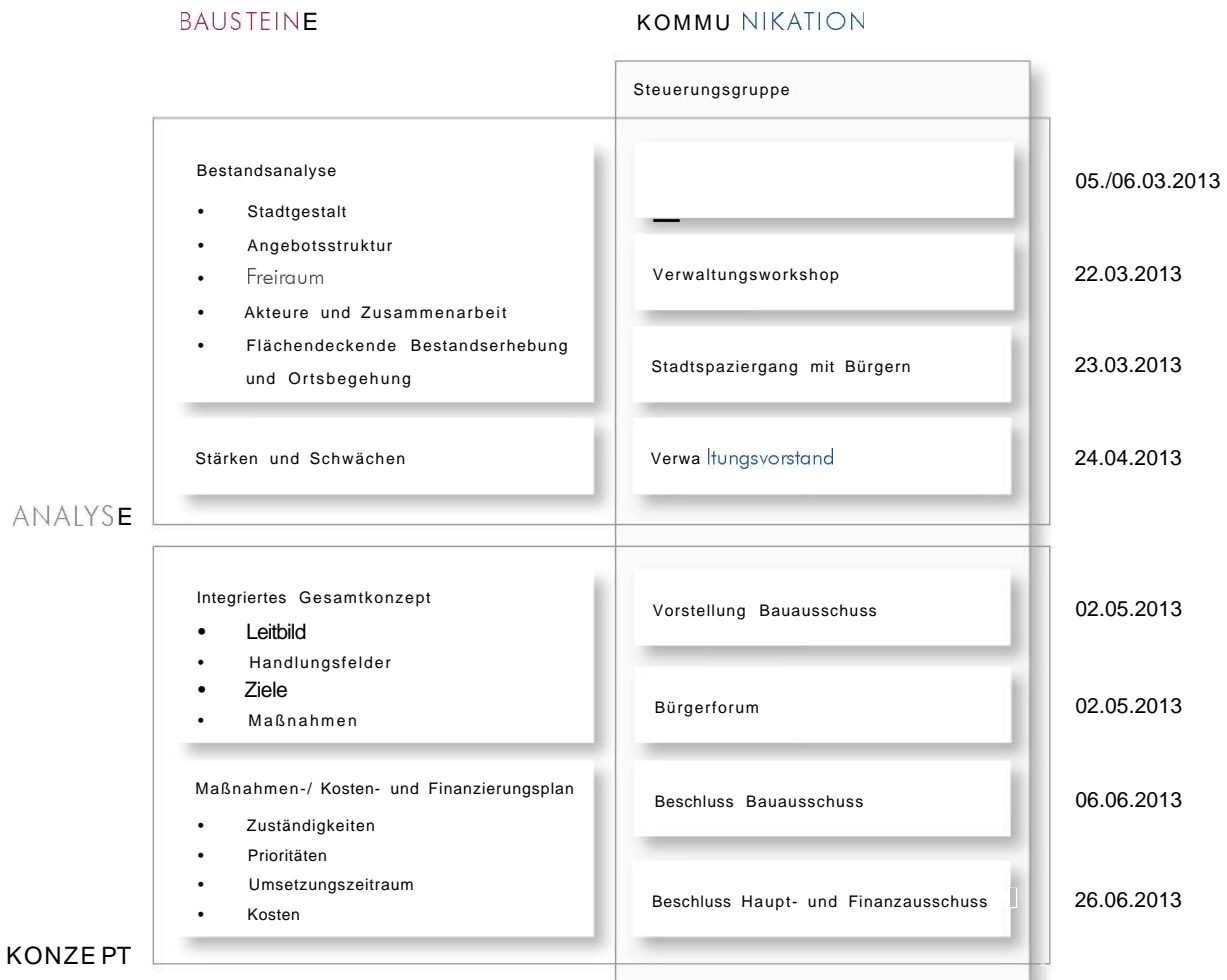 BAUSTEINE
KOMMUNIKATION
Steuerungsgruppe
Bestandsanalyse
• Stadtgestalt
• Angebotsstruktur
• Freiraum
• Akteure und Zusammenarbeit
• Flächendeckende Bestandserhebung
und Ortsbegehung
05./06.03.2013
Verwaltungsworkshop
22.03.2013
Stadtspaziergang mit Bürgern
23.03.2013
Stärken und Schwächen
Verwaltungsvorstand
24.04.2013
ANALYSE
Integriertes Gesamtkonzept
• Leitbild
• Handlungsfelder
• Ziele
• Maßnahmen
Vorstellung Bauausschuss
02.05.2013
Bürgerforum
02.05.2013
Maßnahmen-/ Kosten- und Finanzierungsplan
• Zuständigkeiten
• Prioritäten
• Umsetzungszeitraum
• Kosten
Beschluss Bauausschuss
06.06.2013
Beschluss Haupt- und Finanzausschuss
26.06.2013
KONZEPT